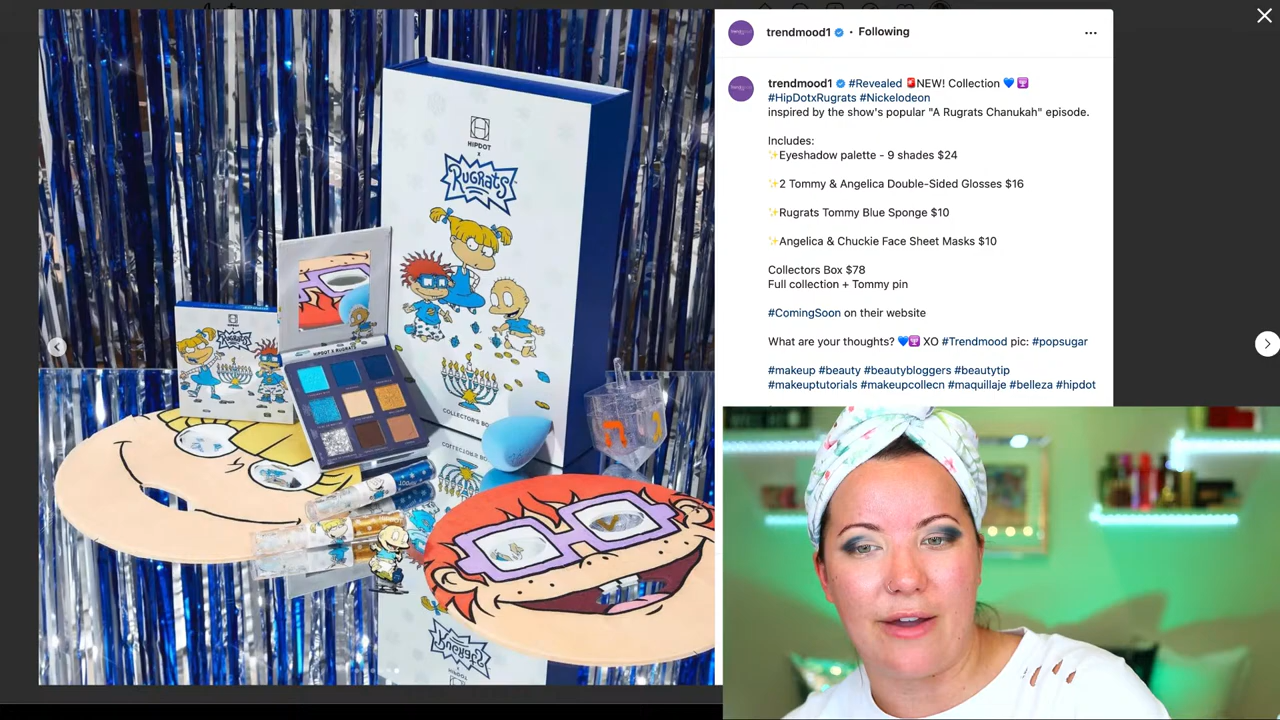 trendmood1 • Following
trendmood1 #Revealed 🚨NEW! Collection 💙🕎
#HipDotxRugrats #Nickelodeon
inspired by the show's popular "A Rugrats Chanukah" episode.
Includes:
✨Eyeshadow palette - 9 shades $24
✨2 Tommy & Angelica Double-Sided Glosses $16
✨Rugrats Tommy Blue Sponge $10
✨Angelica & Chuckie Face Sheet Masks $10
Collectors Box $78
Full collection + Tommy pin
#ComingSoon on their website
What are your thoughts? 💙🕎 XO #Trendmood pic: #popsugar
#makeup #beauty #beautybloggers #beautytip
#makeuptutorials #makeupcollecn #maquillaje #belleza #hipdot
HIPDOT
x
RUGRATS
COLLECTOR'S BO
HIPDOT
RUGRATS
HIPDOT X RUGRATS